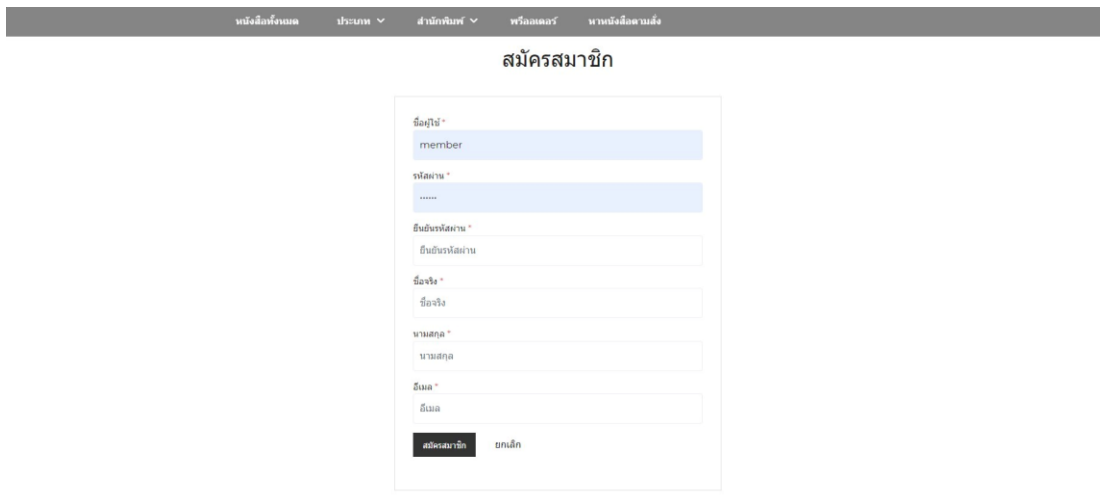 หนังสือทั้งหมด ประเภท สำนักพิมพ์ พรีออเดอร์ หาหนังสือตามสั่ง
สมัครสมาชิก
ชื่อผู้ใช้ *
member
รหัสผ่าน *
......
ยืนยันรหัสผ่าน *
ยืนยันรหัสผ่าน
ชื่อจริง *
ชื่อจริง
นามสกุล *
นามสกุล
อีเมล *
อีเมล
สมัครสมาชิก ยกเลิก